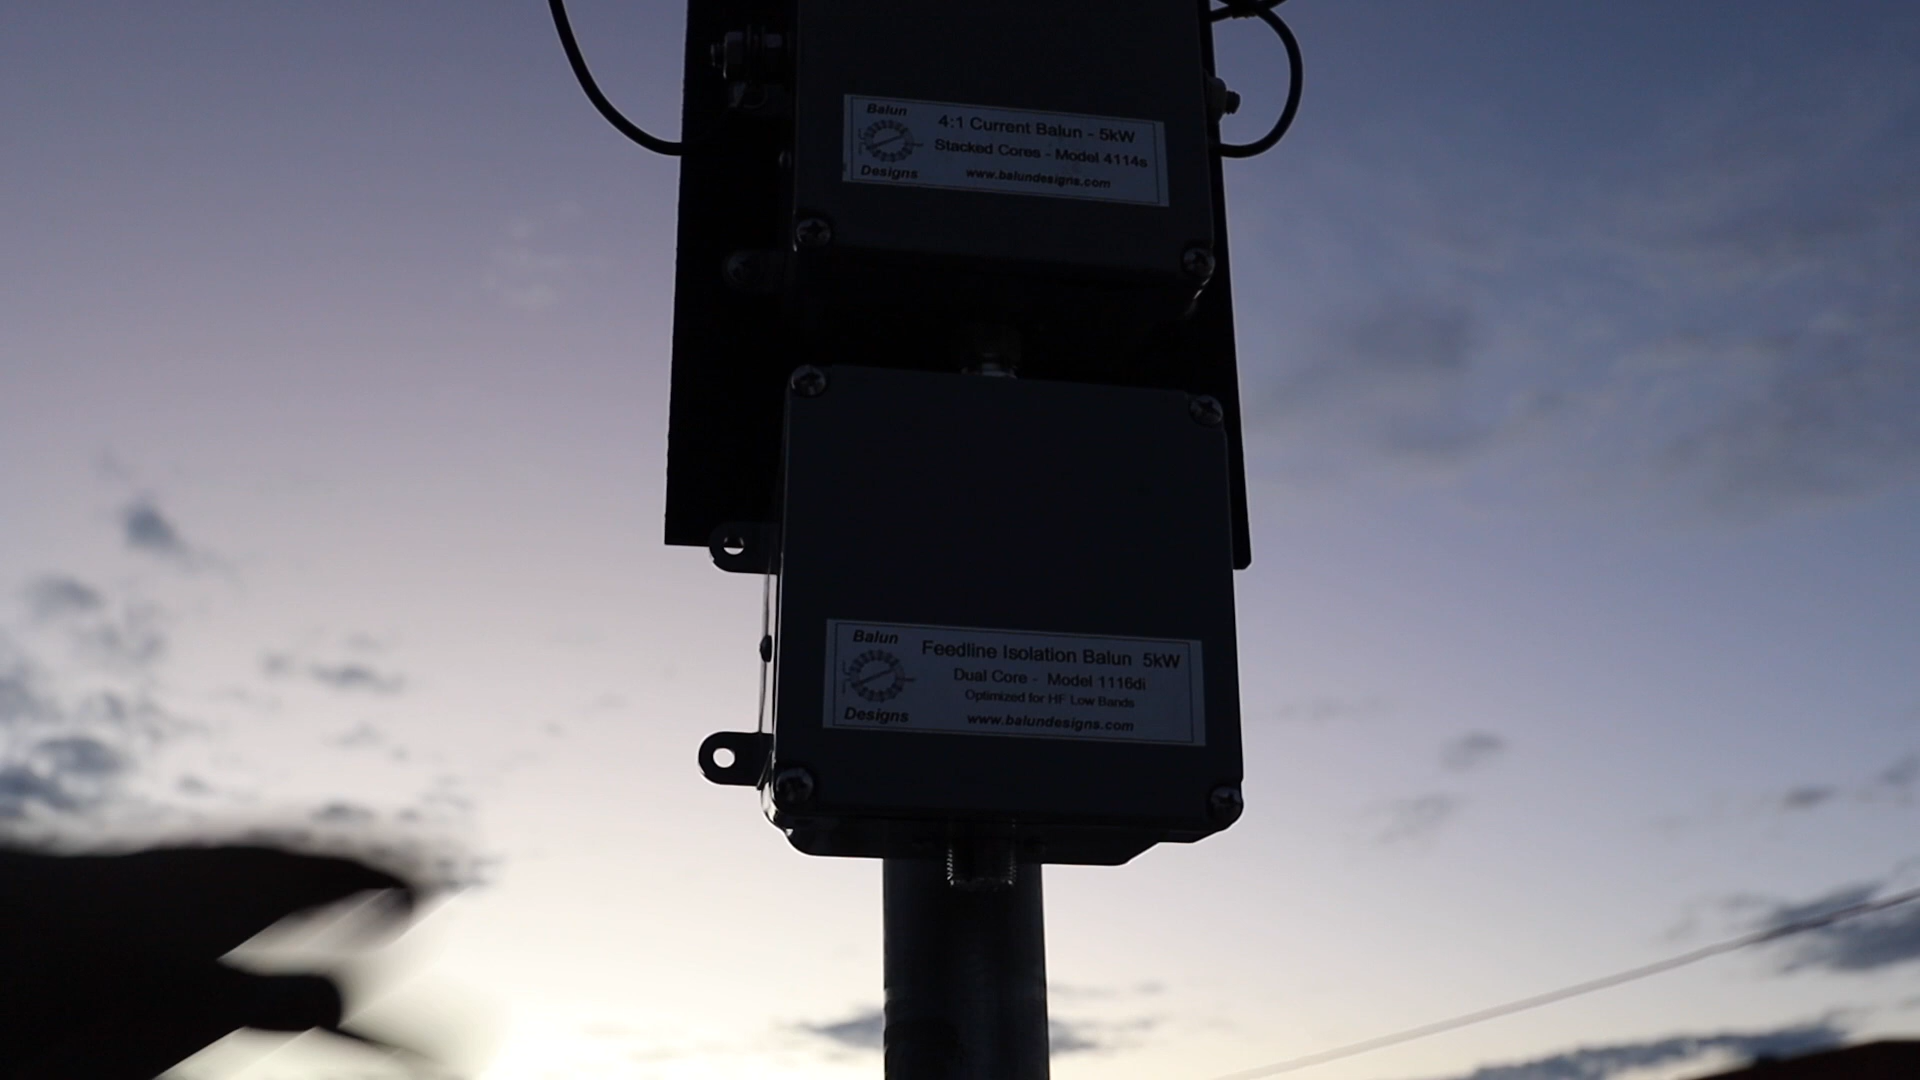 Balun
Designs
4:1 Current Balun - 5kW
Stacked Cores - Model 4114s
www.balundesigns.com
Balun
Designs
Feedline Isolation Balun 5kW
Dual Core - Model 1116di
Optimized for HF Low Bands
www.balundesigns.com